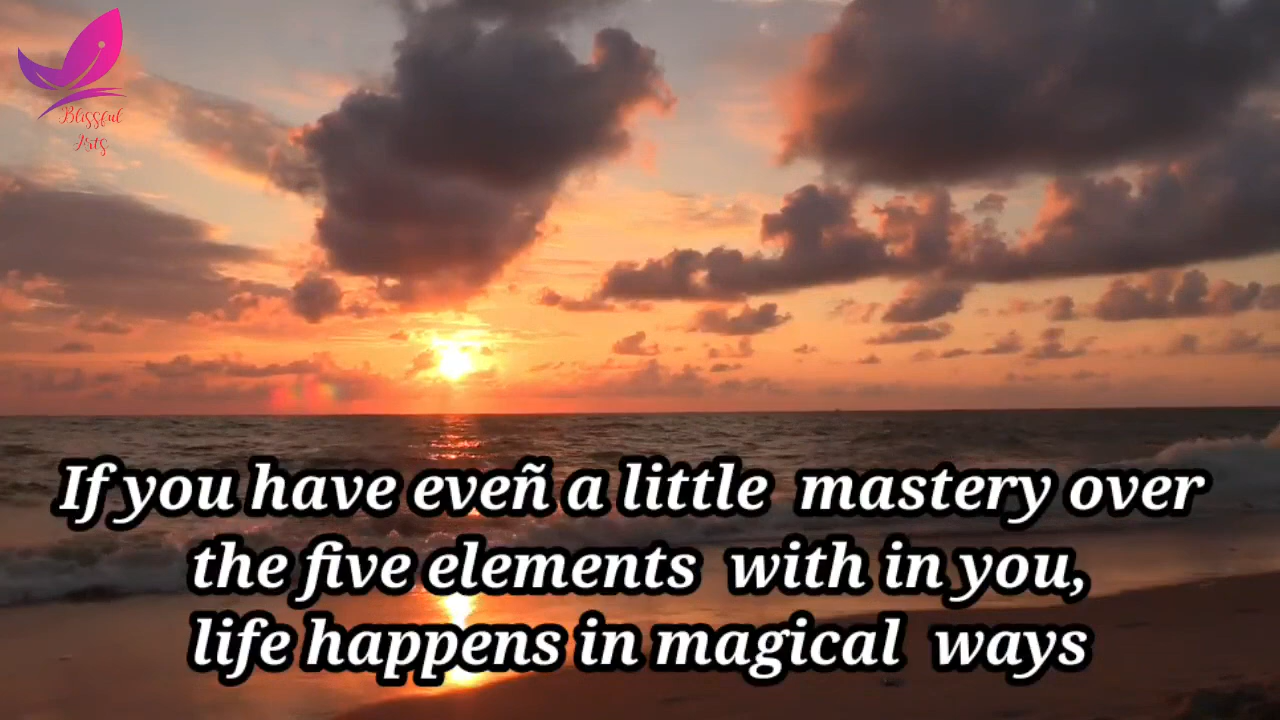 Blissful
Arts
If you have eveñ a little mastery over
the five elements with in you,
life happens in magical ways